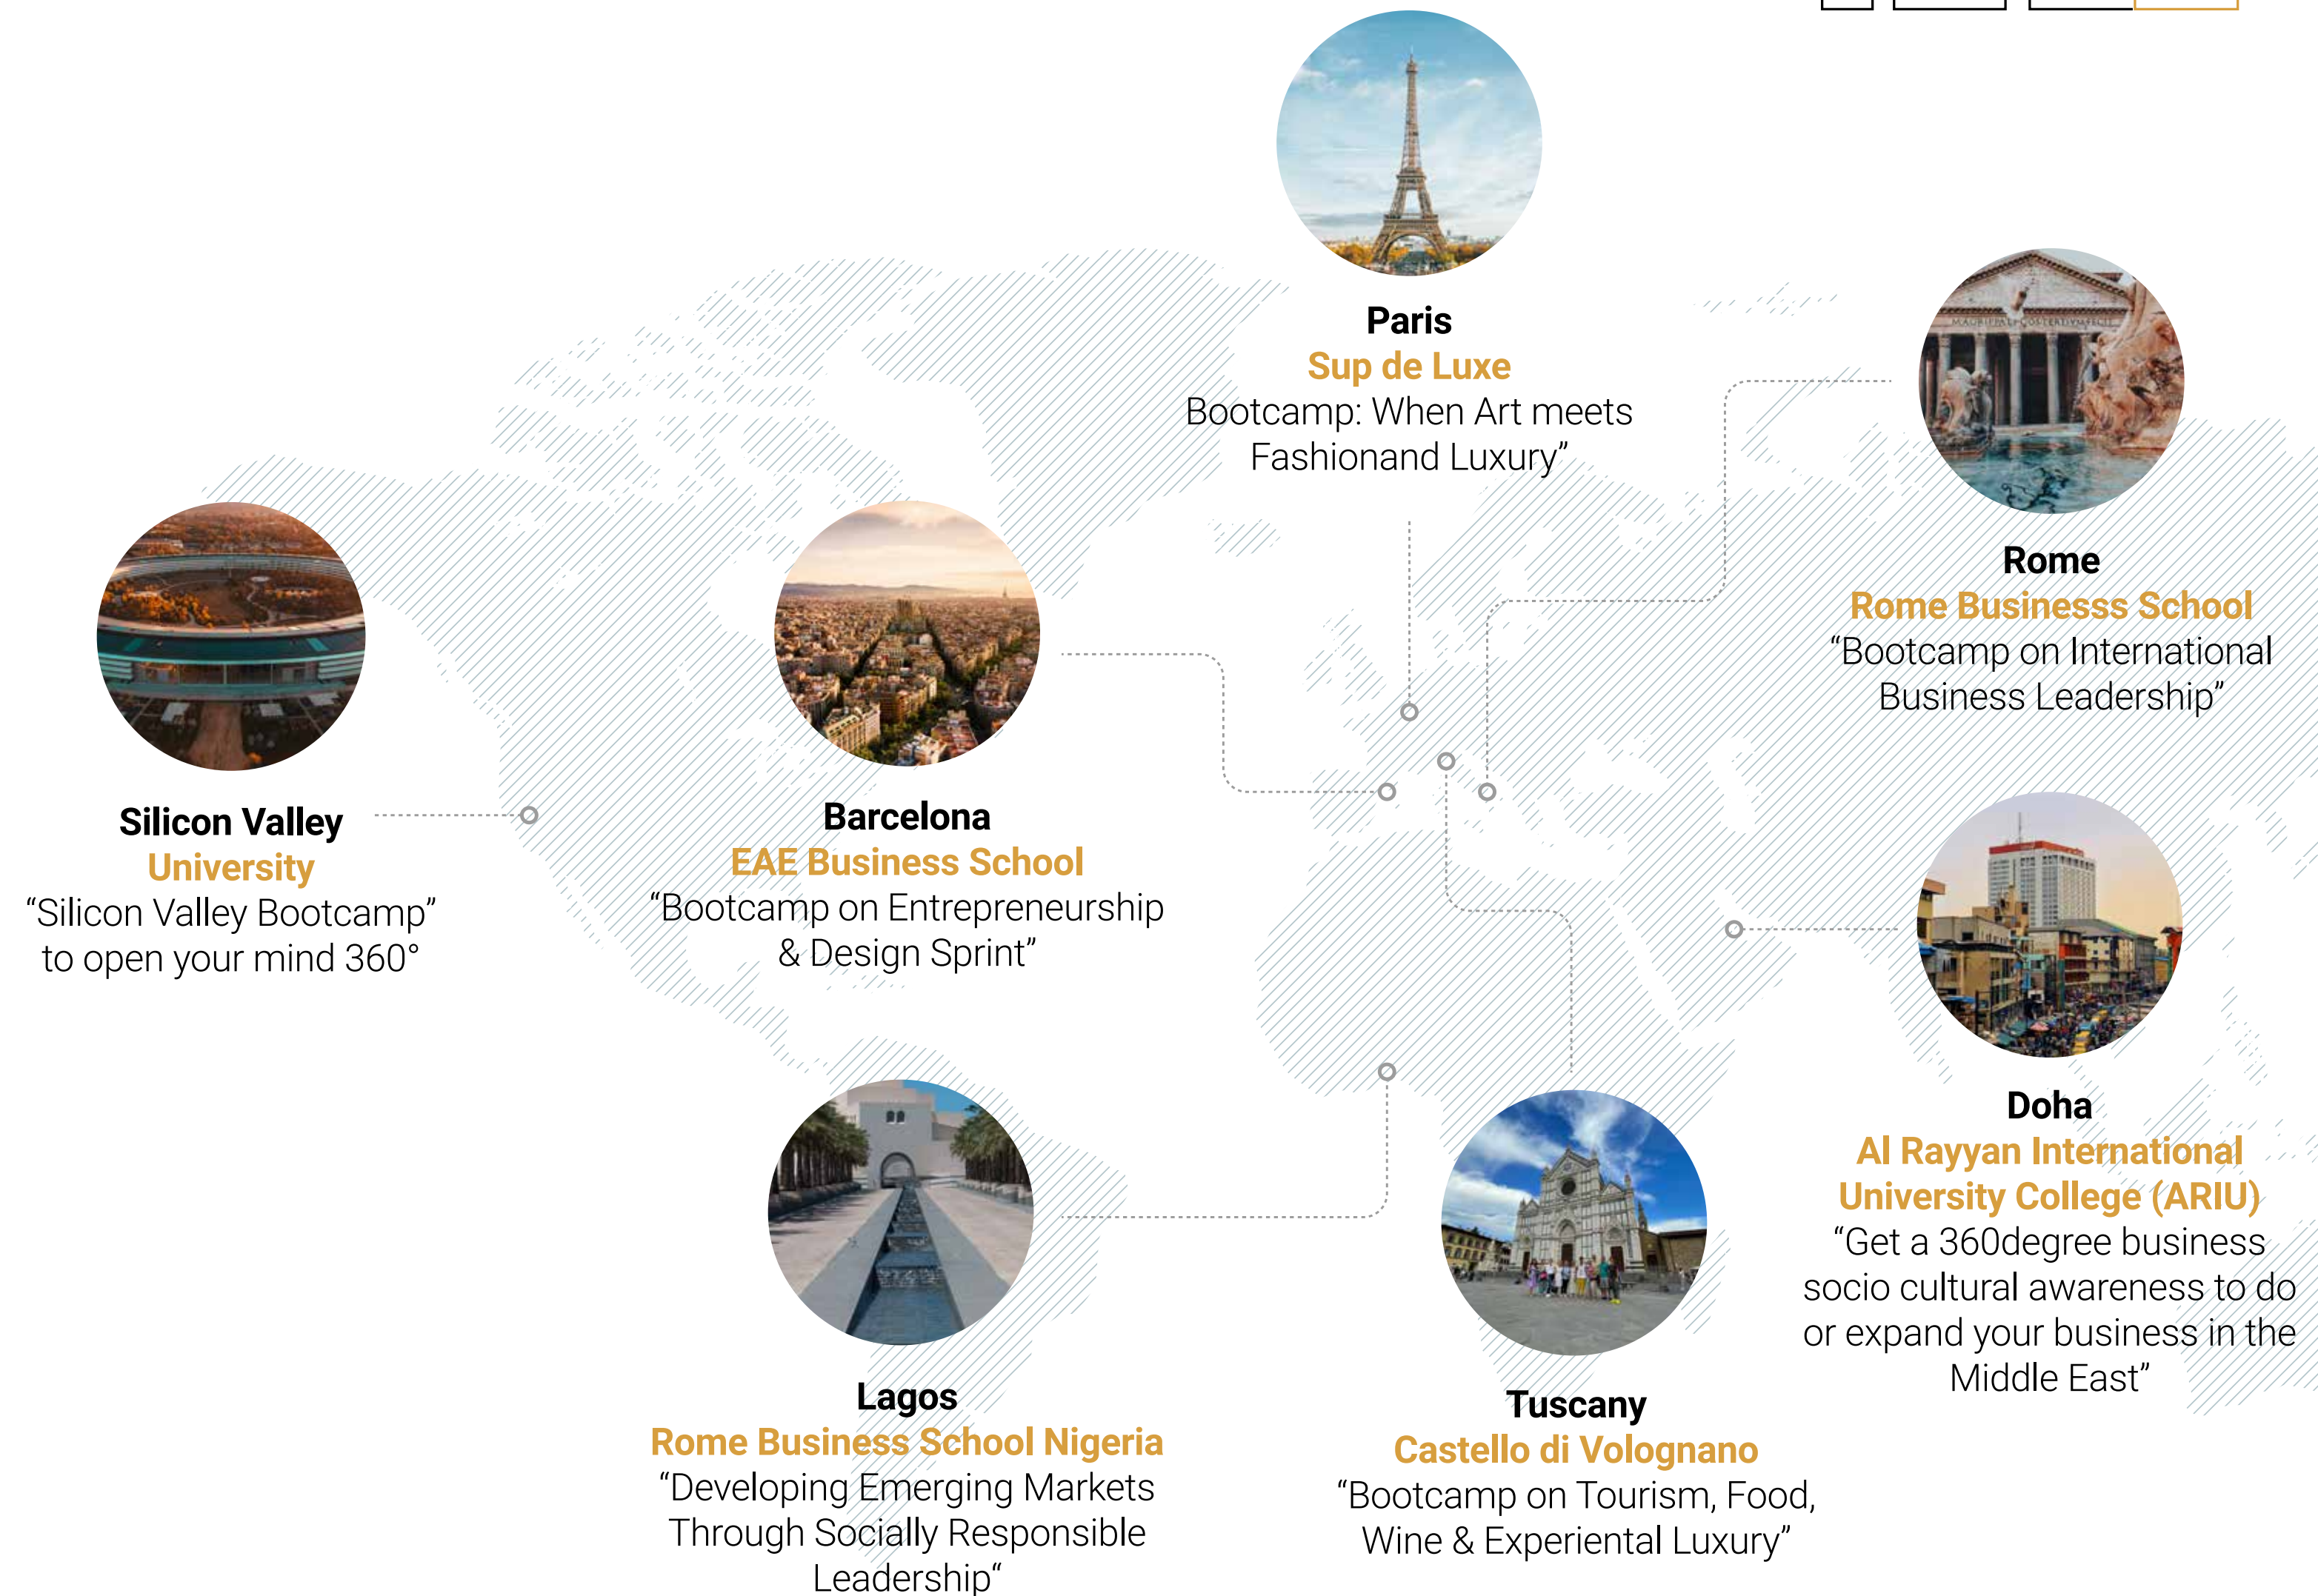 Paris
Sup de Luxe
Bootcamp: When Art meets
Fashionand Luxury”
Rome
Rome Businesss School
“Bootcamp on International
Business Leadership”
Silicon Valley
University
“Silicon Valley Bootcamp”
to open your mind 360°
Barcelona
EAE Business School
“Bootcamp on Entrepreneurship
& Design Sprint”
Doha
Al Rayyan International
University College (ARIU)
“Get a 360degree business
socio cultural awareness to do
or expand your business in the
Middle East”
Lagos
Rome Business School Nigeria
“Developing Emerging Markets
Through Socially Responsible
Leadership“
Tuscany
Castello di Volognano
“Bootcamp on Tourism, Food,
Wine & Experiental Luxury”